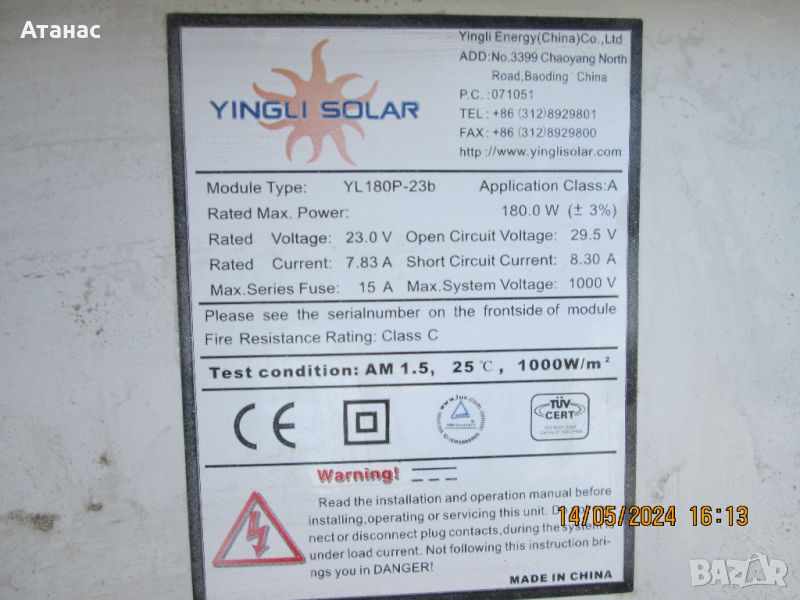 Атанас
Yingli Energy(China)Co.,Ltd
ADD:No.3399 Chaoyang North
Road,Baoding China
P.C.:071051
TEL:+86 (312)8929801
FAX:+86 (312)8929800
http://www.yinglisolar.com
YINGLI SOLAR
Module Type: YL180P-23b Application Class:A
Rated Max. Power: 180.0 W (± 3%)
Rated Voltage: 23.0 V Open Circuit Voltage: 29.5 V
Rated Current: 7.83 A Short Circuit Current: 8.30 A
Max.Series Fuse: 15 A Max.System Voltage: 1000 V
Please see the serialnumber on the frontside of module
Fire Resistance Rating: Class C
Test condition: AM 1.5, 25 ℃, 1000W/m²
CE
www.tuv.com
TÜV
CERT
Warning!
Read the installation and operation manual before
installing,operating or servicing this unit.
nect or disconnect plug contacts,during the system is
under load current. Not following this instruction bri-
ngs you in DANGER!
MADE IN CHINA
14/05/2024 16:13
BAZAR